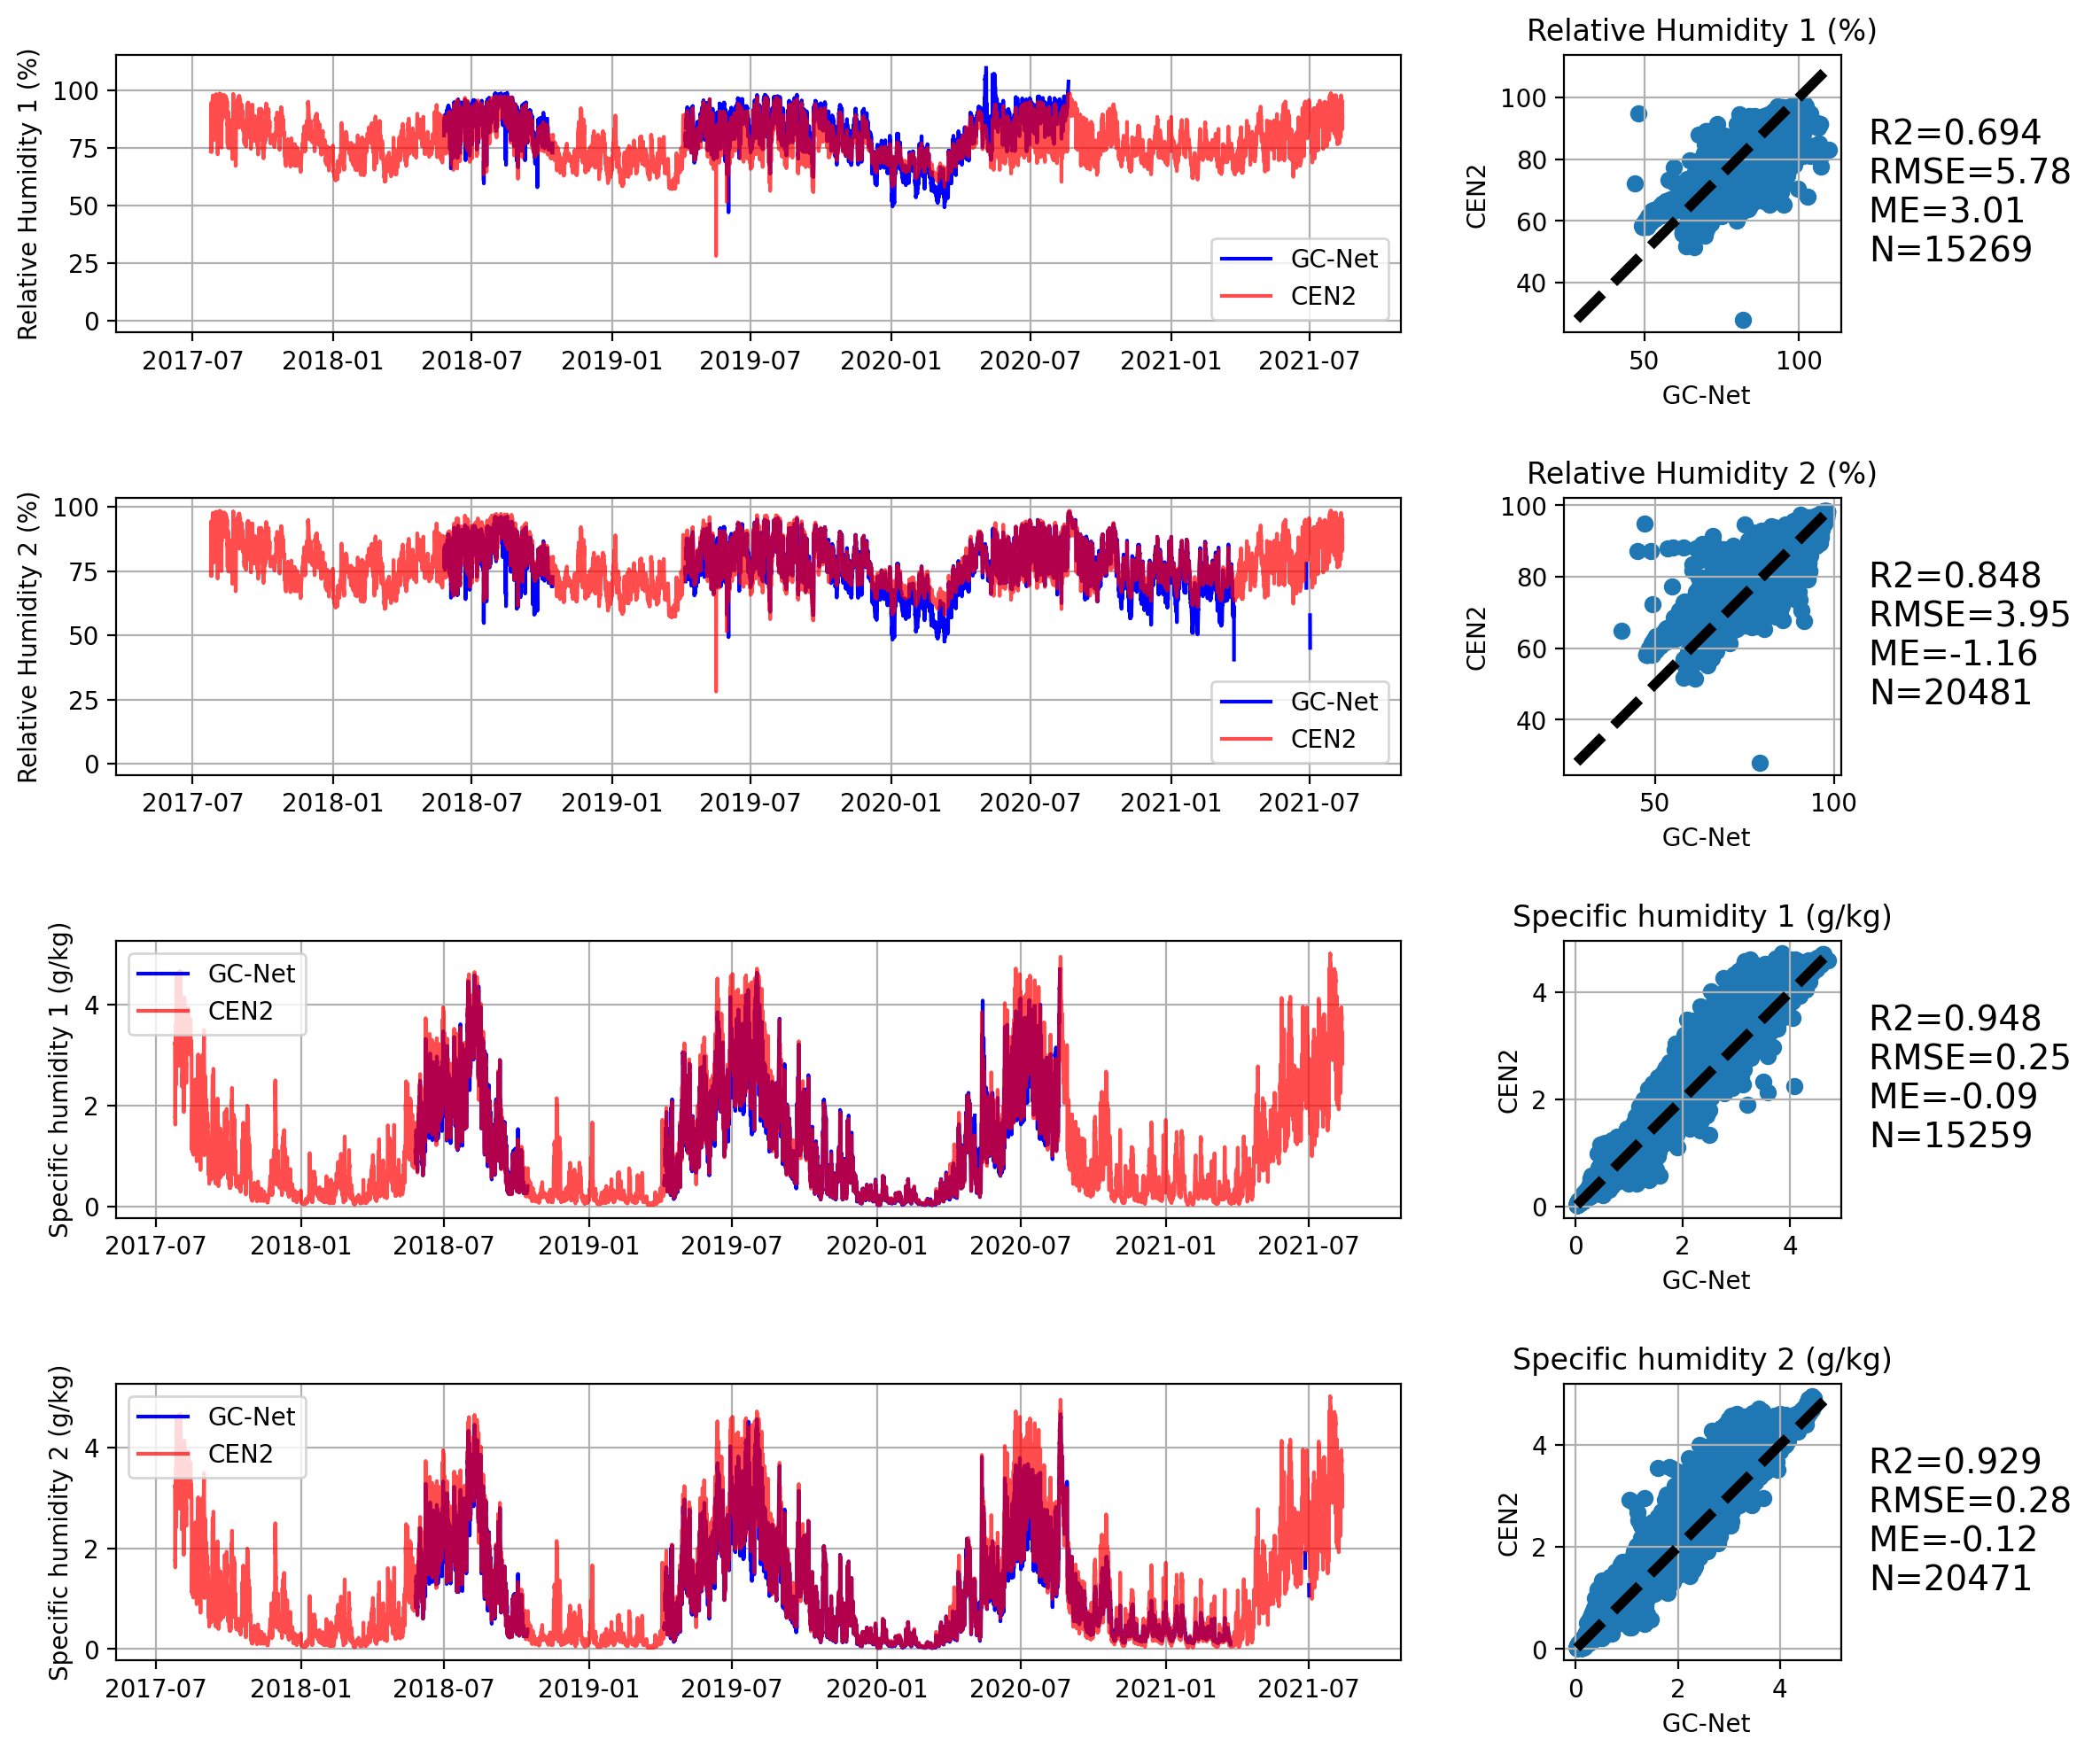 Relative Humidity 1 (%)
100
75
50
25
0
GC-Net
CEN2
2017-07 2018-01 2018-07 2019-01 2019-07 2020-01 2020-07 2021-01 2021-07
Relative Humidity 1 (%)
CEN2
100
80
60
40
50 100
GC-Net
R2=0.694
RMSE=5.78
ME=3.01
N=15269
Relative Humidity 2 (%)
100
75
50
25
0
GC-Net
CEN2
2017-07 2018-01 2018-07 2019-01 2019-07 2020-01 2020-07 2021-01 2021-07
Relative Humidity 2 (%)
CEN2
100
80
60
40
50 100
GC-Net
R2=0.848
RMSE=3.95
ME=-1.16
N=20481
Specific humidity 1 (g/kg)
4
2
0
GC-Net
CEN2
2017-07 2018-01 2018-07 2019-01 2019-07 2020-01 2020-07 2021-01 2021-07
Specific humidity 1 (g/kg)
CEN2
4
2
0
0 2 4
GC-Net
R2=0.948
RMSE=0.25
ME=-0.09
N=15259
Specific humidity 2 (g/kg)
4
2
0
GC-Net
CEN2
2017-07 2018-01 2018-07 2019-01 2019-07 2020-01 2020-07 2021-01 2021-07
Specific humidity 2 (g/kg)
CEN2
4
2
0
0 2 4
GC-Net
R2=0.929
RMSE=0.28
ME=-0.12
N=20471